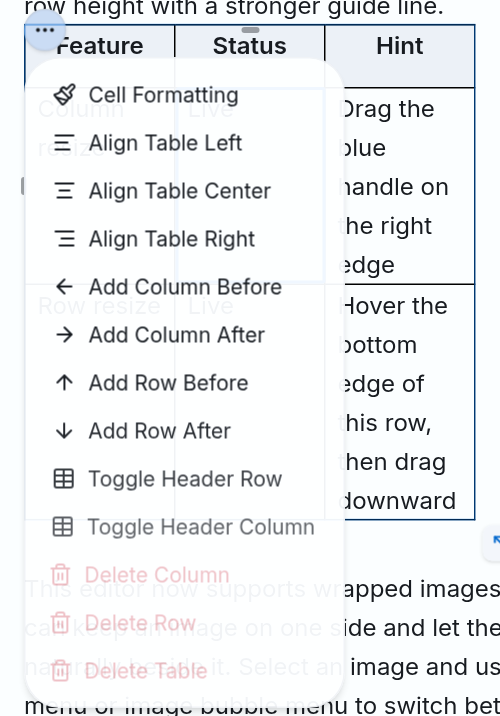 row height with a stronger guide line.
Feature Status Hint
Cell Formatting
Align Table Left
Align Table Center
Align Table Right
Add Column Before
Add Column After
Add Row Before
Add Row After
Toggle Header Row
Toggle Header Column
Delete Column
Delete Row
Delete Table
Column
resize
Live
Drag the
blue
handle on
the right
edge
Row resize
Live
Hover the
bottom
edge of
this row,
then drag
downward
This editor now supports wrapped images
can keep an image on one side and let the
naturally beside it. Select an image and us
menu or image bubble menu to switch bet